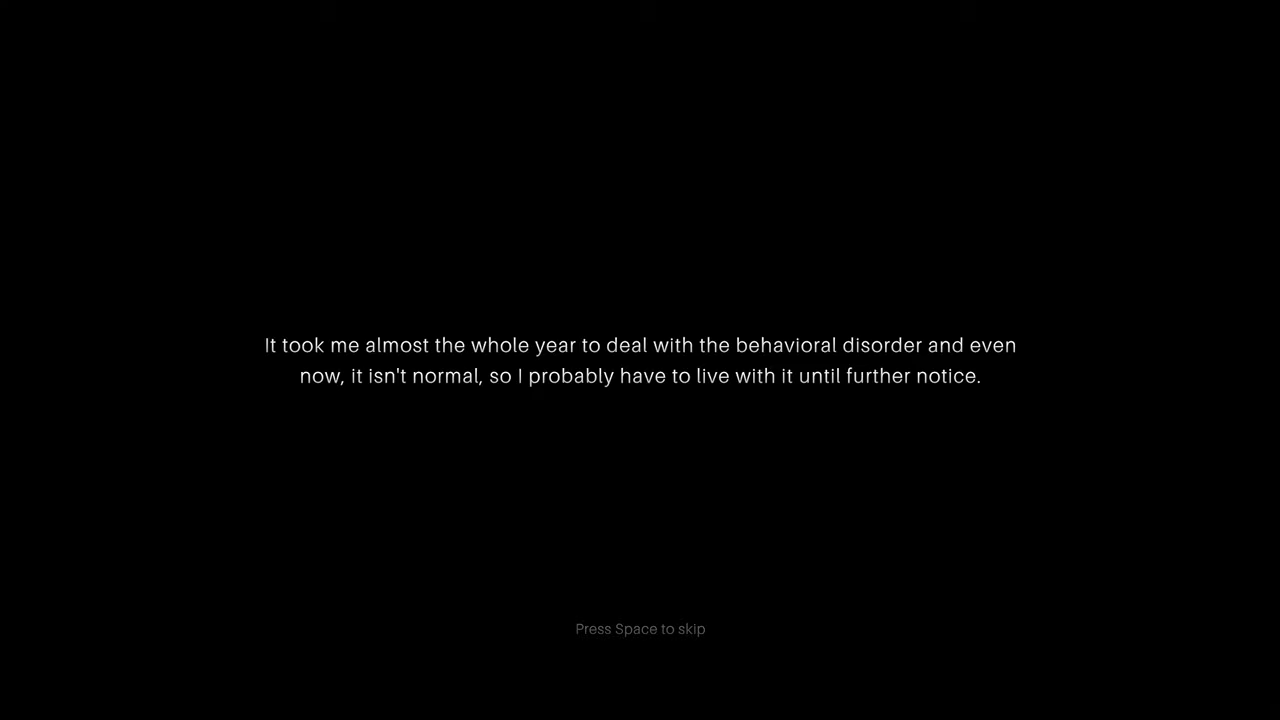 It took me almost the whole year to deal with the behavioral disorder and even
now, it isn't normal, so I probably have to live with it until further notice.
Press Space to skip